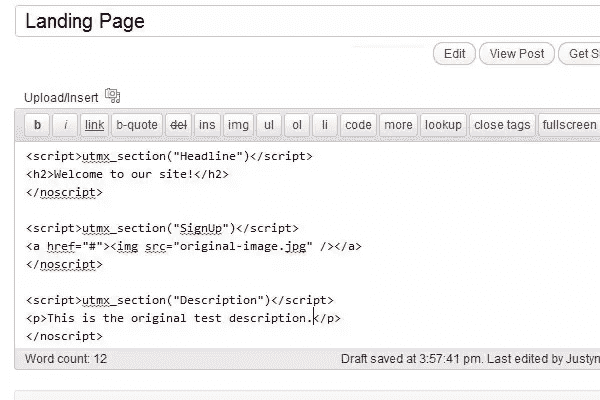 Landing Page
Edit View Post Get S
Upload/Insert
b i link b-quote del ins img ul ol li code more lookup close tags fullscreen
<script>utmx_section("Headline")</script>
<h2>Welcome to our site!</h2>
</noscript>
<script>utmx_section("SignUp")</script>
<a href="#"><img src="original-image.jpg" /></a>
</noscript>
<script>utmx_section("Description")</script>
<p>This is the original test description.</p>
</noscript>
Word count: 12 Draft saved at 3:57:41 pm. Last edited by Justyn